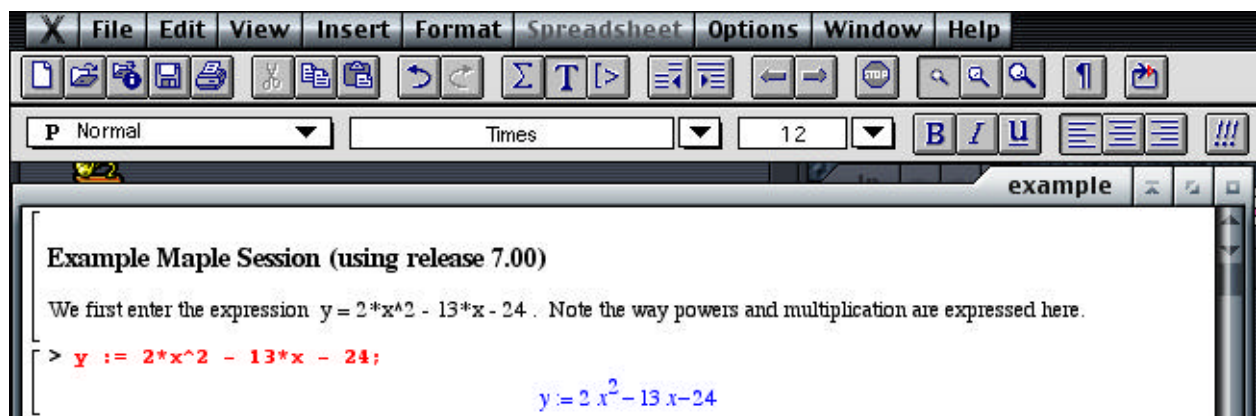 X File Edit View Insert Format Spreadsheet Options Window Help
Σ T [> STOP ¶
P Normal Times 12 B I U !!!
example
Example Maple Session (using release 7.00)
We first enter the expression y = 2*x^2 - 13*x - 24 . Note the way powers and multiplication are expressed here.
> y := 2*x^2 - 13*x - 24;
y := 2 x² – 13 x – 24